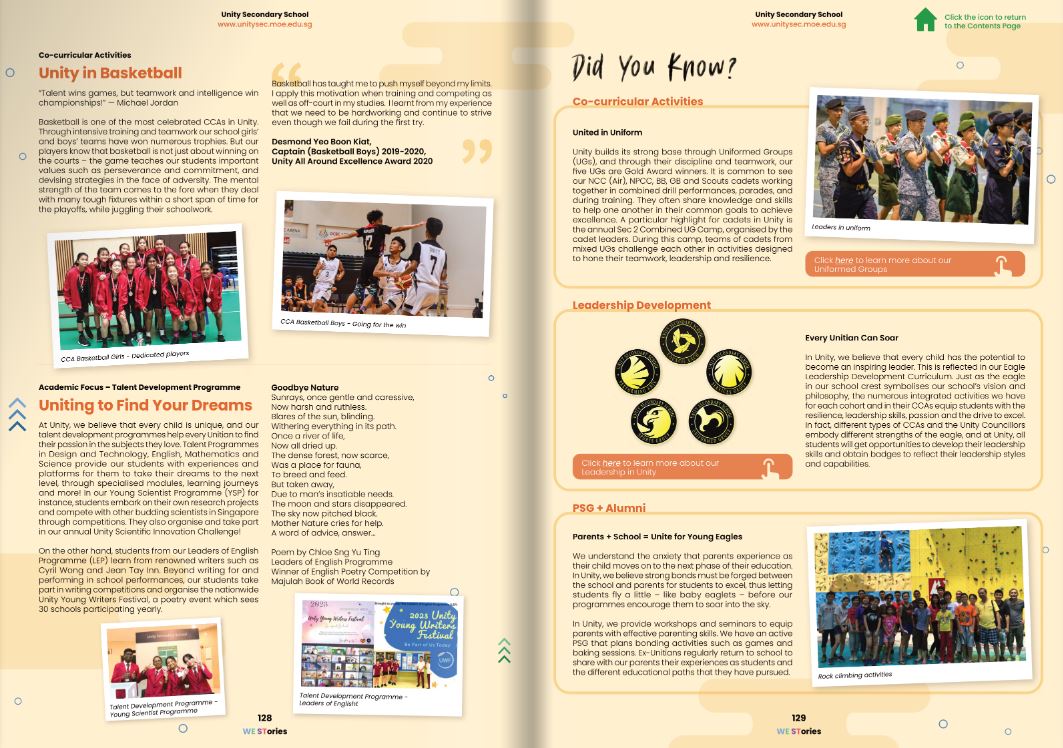 Unity Secondary School
www.unitysec.moe.edu.sg
Co-curricular Activities
Unity in Basketball
"Talent wins games, but teamwork and intelligence win
championships!" — Michael Jordan
Basketball is one of the most celebrated CCAs in Unity.
Through intensive training and teamwork our school girls'
and boys' teams have won numerous trophies. But our
players know that basketball is not just about winning on
the courts – the game teaches our students important
values such as perseverance and commitment, and
devising strategies in the face of adversity. The mental
strength of the team comes to the fore when they deal
with many tough fixtures within a short span of time for
the playoffs, while juggling their schoolwork.
CCA Basketball Girls - Dedicated players
“
Basketball has taught me to push myself beyond my limits.
I apply this motivation when training and competing as
well as off-court in my studies. I learnt from my experience
that we need to be hardworking and continue to strive
even though we fail during the first try.
”
Desmond Yeo Boon Kiat,
Captain (Basketball Boys) 2019-2020,
Unity All Around Excellence Award 2020
CCA Basketball Boys - Going for the win
Academic Focus – Talent Development Programme
Uniting to Find Your Dreams
At Unity, we believe that every child is unique, and our
talent development programmes help every Unitian to find
their passion in the subjects they love. Talent Programmes
in Design and Technology, English, Mathematics and
Science provide our students with experiences and
platforms for them to take their dreams to the next
level, through specialised modules, learning journeys
and more! In our Young Scientist Programme (YSP) for
instance, students embark on their own research projects
and compete with other budding scientists in Singapore
through competitions. They also organise and take part
in our annual Unity Scientific Innovation Challenge!
On the other hand, students from our Leaders of English
Programme (LEP) learn from renowned writers such as
Cyril Wong and Jean Tay Inn. Beyond writing for and
performing in school performances, our students take
part in writing competitions and organise the nationwide
Unity Young Writers Festival, a poetry event which sees
30 schools participating yearly.
Talent Development Programme -
Young Scientist Programme
Goodbye Nature
Sunrays, once gentle and caressive,
Now harsh and ruthless.
Blares of the sun, blinding.
Withering everything in its path.
Once a river of life,
Now all dried up.
The dense forest, now scarce,
Was a place for fauna,
To breed and feed.
But taken away,
Due to man's insatiable needs.
The moon and stars disappeared.
The sky now pitched black.
Mother Nature cries for help.
A word of advice, answer...
Poem by Chloe Sng Yu Ting
Leaders of English Programme
Winner of English Poetry Competition by
Majulah Book of World Records
2023
Unity Young Writers Festival
2023 Unity
Young Writers
Festival
Be Part of Us Today
Talent Development Programme -
Leaders of English!
128
WE STories
Unity Secondary School
www.unitysec.moe.edu.sg
Click the icon to return
to the Contents Page
Did You Know?
Co-curricular Activities
United in Uniform
Unity builds its strong base through Uniformed Groups
(UGs), and through their discipline and teamwork, our
five UGs are Gold Award winners. It is common to see
our NCC (Air), NPCC, BB, GB and Scouts cadets working
together in combined drill performances, parades, and
during training. They often share knowledge and skills
to help one another in their common goals to achieve
excellence. A particular highlight for cadets in Unity is
the annual Sec 2 Combined UG Camp, organised by the
cadet leaders. During this camp, teams of cadets from
mixed UGs challenge each other in activities designed
to hone their teamwork, leadership and resilience.
Leaders in uniform
Click here to learn more about our
Uniformed Groups
Leadership Development
Click here to learn more about our
Leadership in Unity
Every Unitian Can Soar
In Unity, we believe that every child has the potential to
become an inspiring leader. This is reflected in our Eagle
Leadership Development Curriculum. Just as the eagle
in our school crest symbolises our school's vision and
philosophy, the numerous integrated activities we have
for each cohort and in their CCAs equip students with the
resilience, leadership skills, passion and the drive to excel.
In fact, different types of CCAs and the Unity Councillors
embody different strengths of the eagle, and at Unity, all
students will get opportunities to develop their leadership
skills and obtain badges to reflect their leadership styles
and capabilities.
PSG + Alumni
Parents + School = Unite for Young Eagles
We understand the anxiety that parents experience as
their child moves on to the next phase of their education.
In Unity, we believe strong bonds must be forged between
the school and parents for students to excel, thus letting
students fly a little – like baby eaglets – before our
programmes encourage them to soar into the sky.
In Unity, we provide workshops and seminars to equip
parents with effective parenting skills. We have an active
PSG that plans bonding activities such as games and
baking sessions. Ex-Unitians regularly return to school to
share with our parents their experiences as students and
the different educational paths that they have pursued.
Rock climbing activities
129
WE STories